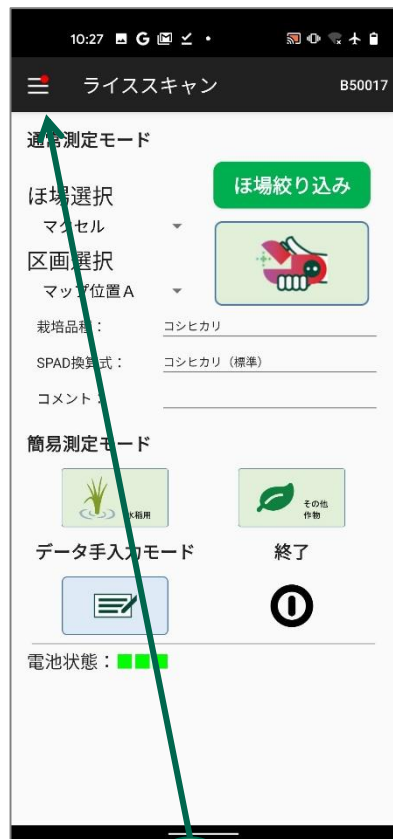 10:27
ライススキャン B50017
通常測定モード
ほ場選択 ほ場絞り込み
マクセル
区画選択
マップ位置A
栽培品種： コシヒカリ
SPAD換算式： コシヒカリ（標準）
コメント：
簡易測定モード
水稲用 その他
作物
データ手入力モード 終了
電池状態：